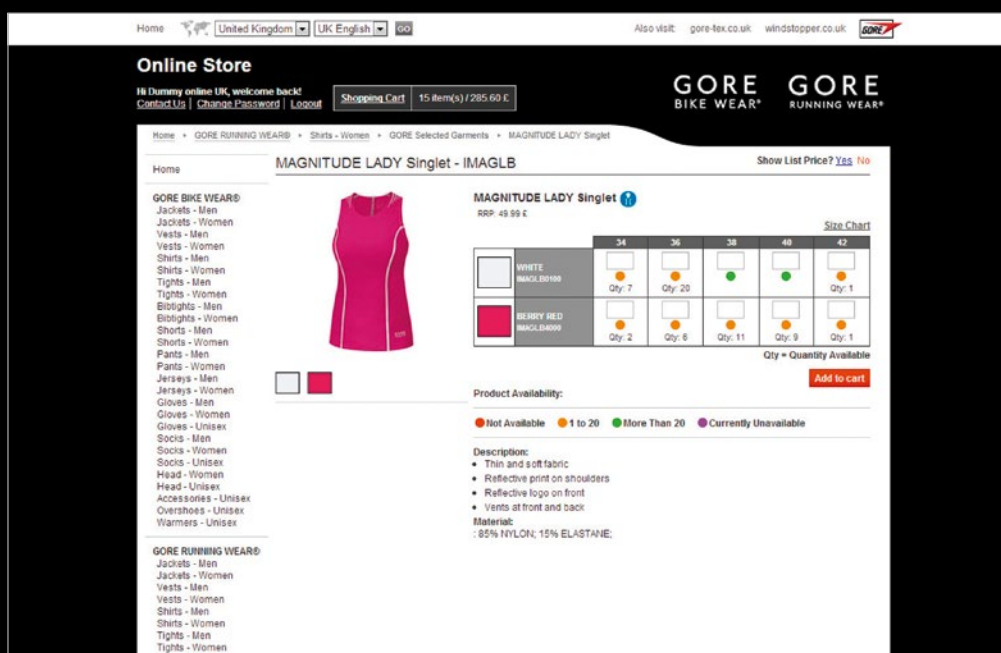 Home United Kingdom UK English GO Also visit: gore-tex.co.uk windstopper.co.uk GORE
Online Store
Hi Dummy online UK, welcome back!
Contact Us | Change Password | Logout Shopping Cart 15 item(s) / 285.60 £
GORE BIKE WEAR® GORE RUNNING WEAR®
Home GORE RUNNING WEAR® Shirts - Women GORE Selected Garments MAGNITUDE LADY Singlet
MAGNITUDE LADY Singlet - IMAGLB Show List Price? Yes No
Home
GORE BIKE WEAR®
Jackets - Men
Jackets - Women
Vests - Men
Vests - Women
Shirts - Men
Shirts - Women
Tights - Men
Tights - Women
Bibtights - Men
Bibtights - Women
Shorts - Men
Shorts - Women
Pants - Men
Pants - Women
Jerseys - Men
Jerseys - Women
Gloves - Men
Gloves - Women
Gloves - Unisex
Socks - Men
Socks - Women
Socks - Unisex
Head - Women
Head - Unisex
Accessories - Unisex
Overshoes - Unisex
Warmers - Unisex
GORE RUNNING WEAR®
Jackets - Men
Jackets - Women
Vests - Men
Vests - Women
Shirts - Men
Shirts - Women
Tights - Men
Tights - Women
MAGNITUDE LADY Singlet
RRP: 49.99 £
Size Chart
34 36 38 40 42
WHITE
IMAGLB0100
Qty: 7 Qty: 20 Qty: 1
BERRY RED
IMAGLB4000
Qty: 2 Qty: 6 Qty: 11 Qty: 9 Qty: 1
Qty = Quantity Available
Add to cart
Product Availability:
Not Available 1 to 20 More Than 20 Currently Unavailable
Description:
• Thin and soft fabric
• Reflective print on shoulders
• Reflective logo on front
• Vents at front and back
Material:
: 85% NYLON; 15% ELASTANE;